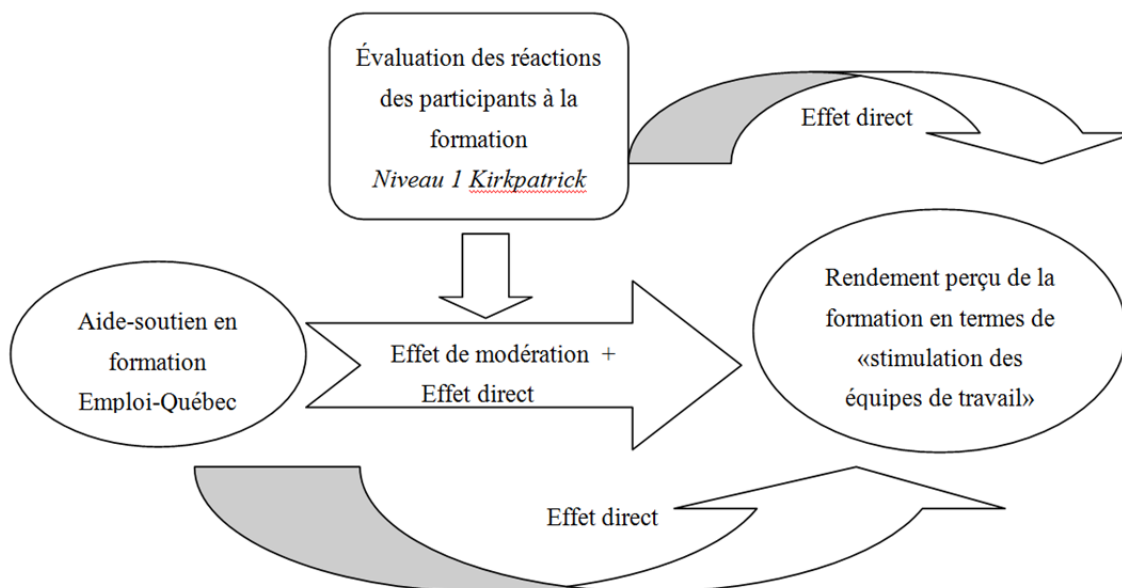 Évaluation des réactions
des participants à la
formation
Niveau 1 Kirkpatrick
Effet direct
Aide-soutien en
formation
Emploi-Québec
Effet de modération +
Effet direct
Rendement perçu de la
formation en termes de
«stimulation des
équipes de travail»
Effet direct